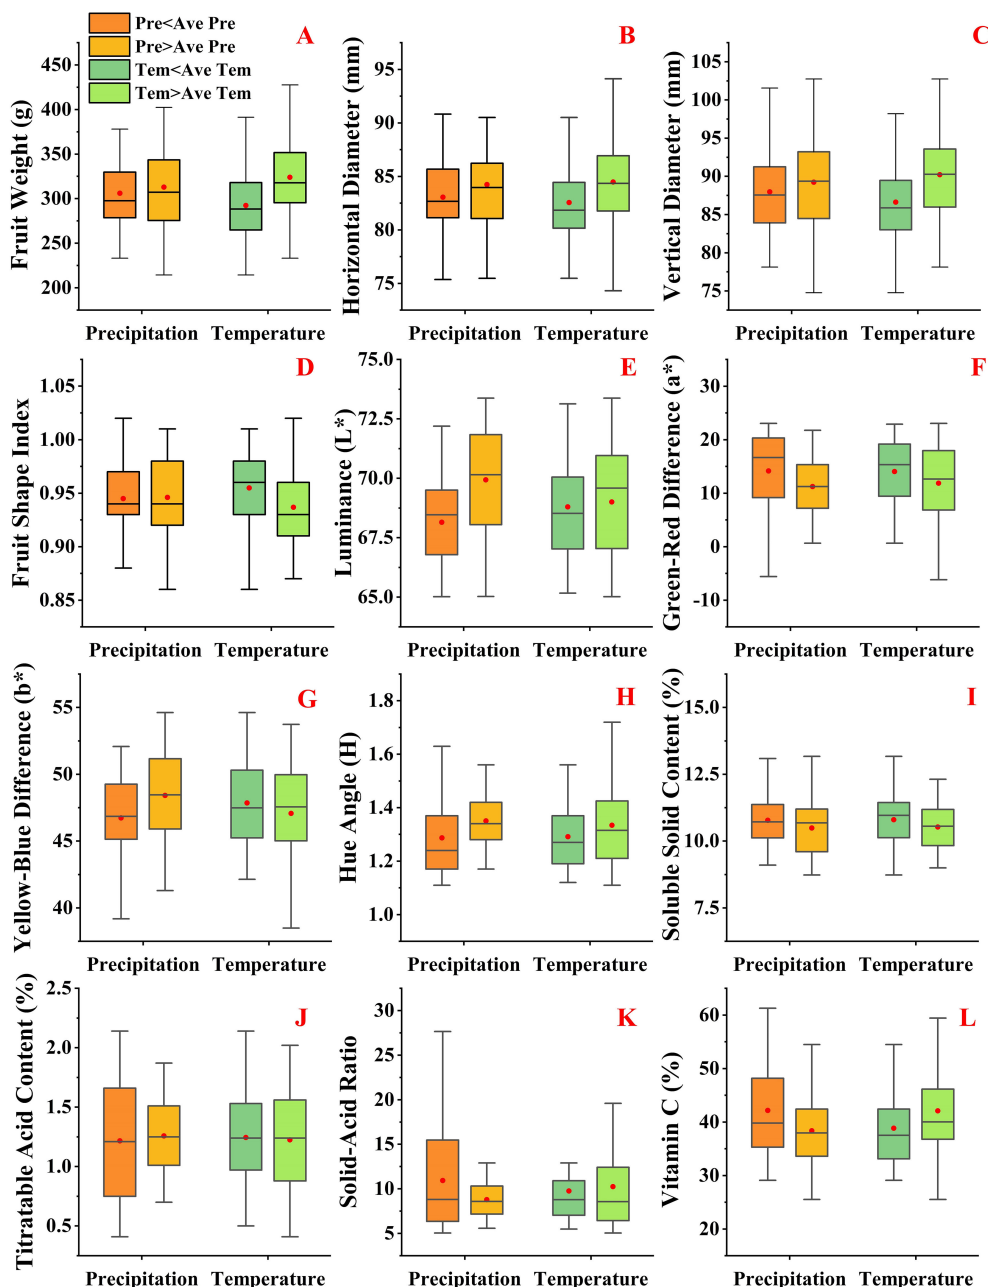 Pre<Ave Pre
Pre>Ave Pre
Tem<Ave Tem
Tem>Ave Tem
A
Fruit Weight (g)
450
400
350
300
250
200
Precipitation Temperature
B
Horizontal Diameter (mm)
95
90
85
80
75
Precipitation Temperature
C
Vertical Diameter (mm)
105
100
95
90
85
80
75
Precipitation Temperature
D
Fruit Shape Index
1.05
1.00
0.95
0.90
0.85
Precipitation Temperature
E
Luminance (L*)
75.0
72.5
70.0
67.5
65.0
Precipitation Temperature
F
Green-Red Difference (a*)
30
20
10
0
-10
Precipitation Temperature
G
Yellow-Blue Difference (b*)
55
50
45
40
Precipitation Temperature
H
Hue Angle (H)
1.8
1.6
1.4
1.2
1.0
Precipitation Temperature
I
Soluble Solid Content (%)
15.0
12.5
10.0
7.5
Precipitation Temperature
J
Titratable Acid Content (%)
2.5
2.0
1.5
1.0
0.5
Precipitation Temperature
K
Solid-Acid Ratio
30
25
20
15
10
5
Precipitation Temperature
L
Vitamin C (%)
60
50
40
30
20
Precipitation Temperature